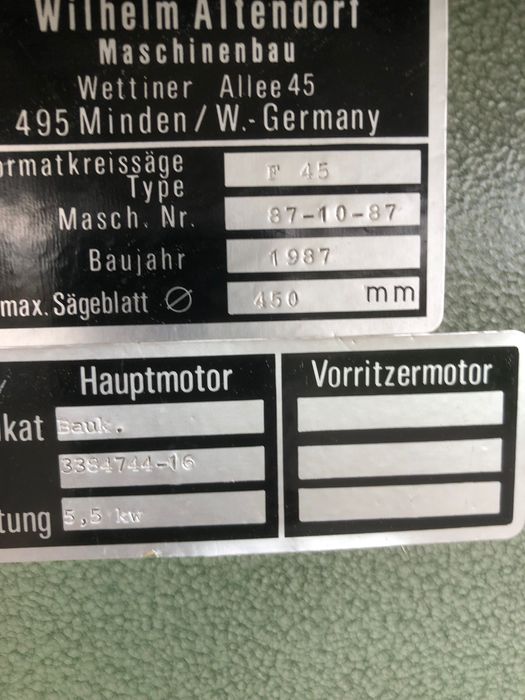 Wilhelm Altendorf
Maschinenbau
Wettiner Allee 45
495 Minden / W.-Germany
ormatkreissäge
Type F 45
Masch. Nr. 87-10-87
Baujahr 1987
max. Sägeblatt Ø 450 mm
Hauptmotor Vorritzermotor
ikat Bauk.
3384744-16
tung 5,5 kw